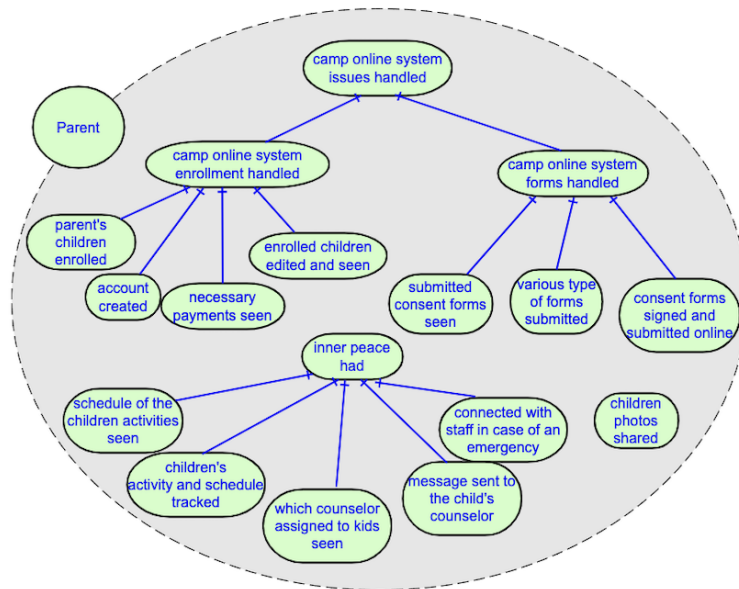 camp online system
issues handled
Parent
camp online system
enrollment handled
camp online system
forms handled
parent's
children
enrolled
account
created
necessary
payments seen
enrolled children
edited and seen
submitted
consent forms
seen
various type
of forms
submitted
consent forms
signed and
submitted online
inner peace
had
schedule of the
children activities
seen
children's
activity and schedule
tracked
which counselor
assigned to kids
seen
message sent to
the child's
counselor
connected with
staff in case of an
emergency
children
photos
shared